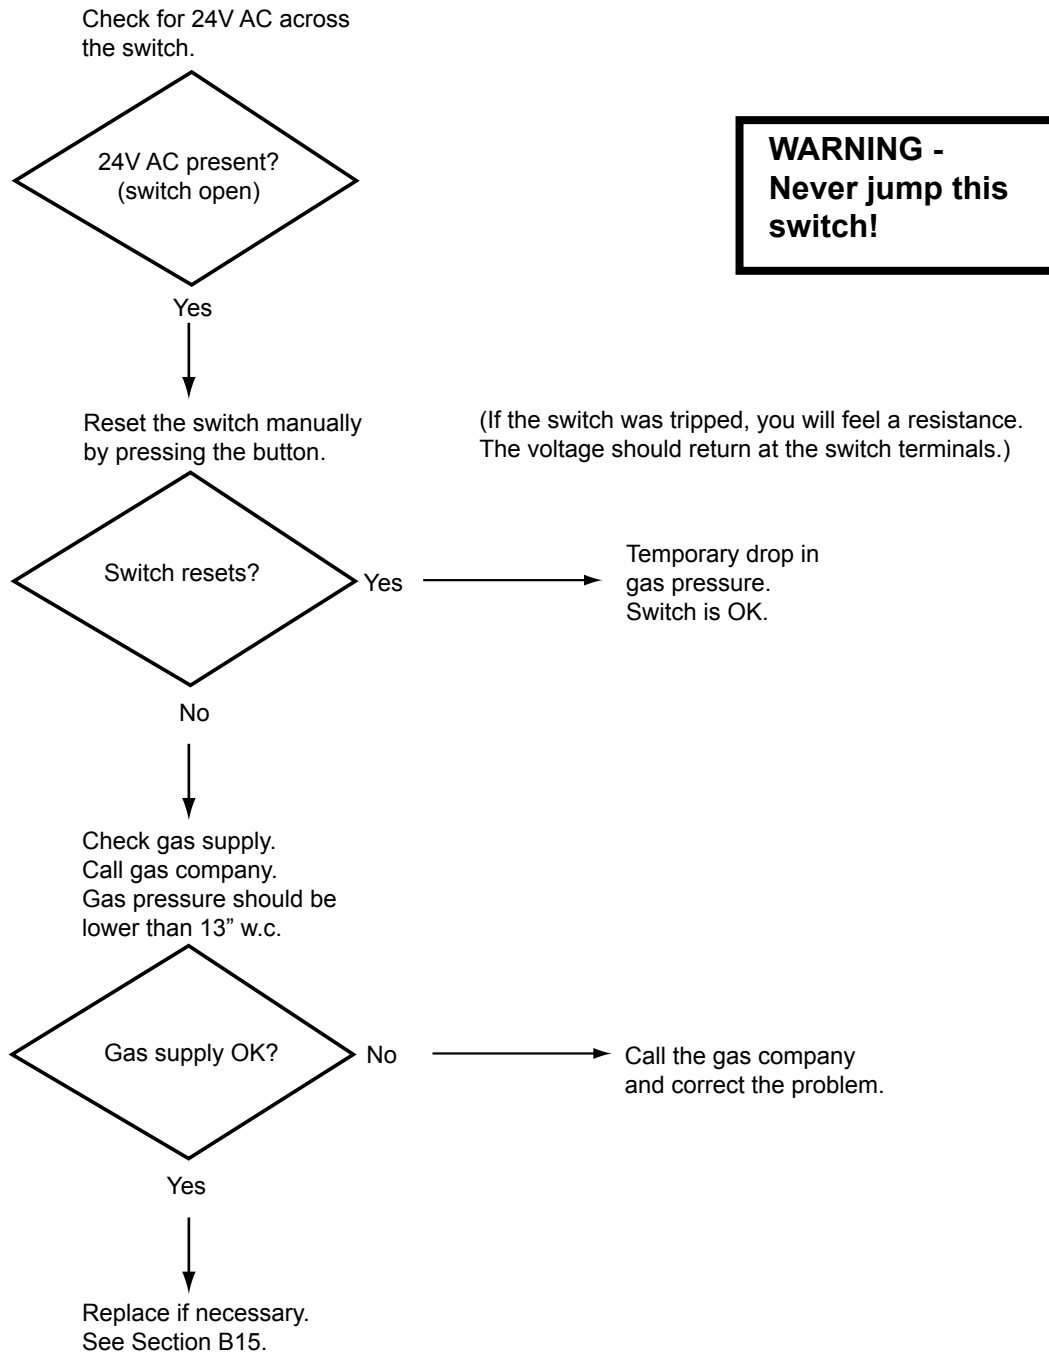 Check for 24V AC across
the switch.
24V AC present?
(switch open)
WARNING -
Never jump this
switch!
Yes
Reset the switch manually
by pressing the button.
(If the switch was tripped, you will feel a resistance.
The voltage should return at the switch terminals.)
Switch resets?
Yes
Temporary drop in
gas pressure.
Switch is OK.
No
Check gas supply.
Call gas company.
Gas pressure should be
lower than 13” w.c.
Gas supply OK?
No
Call the gas company
and correct the problem.
Yes
Replace if necessary.
See Section B15.